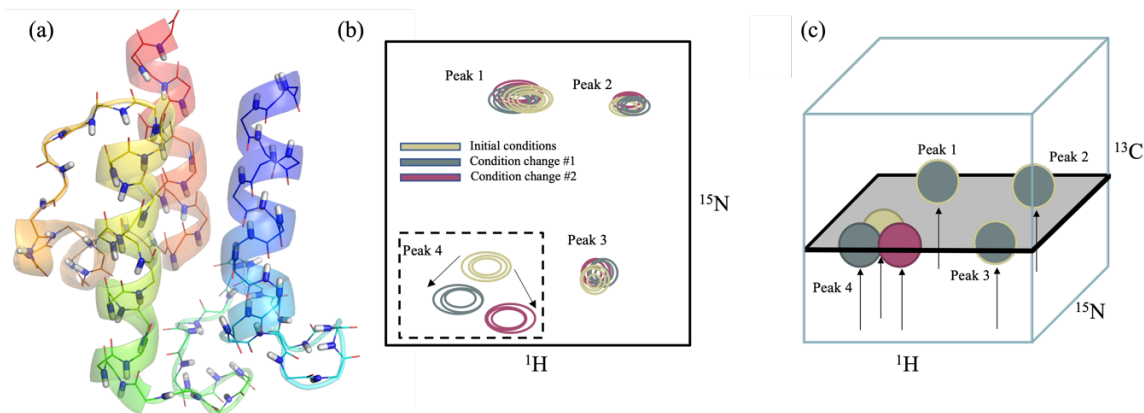 (a)
(b)
Peak 1
Peak 2
Initial conditions
Condition change #1
Condition change #2
Peak 4
Peak 3
¹⁵N
¹H
(c)
Peak 1
Peak 2
¹³C
Peak 4
Peak 3
¹⁵N
¹H